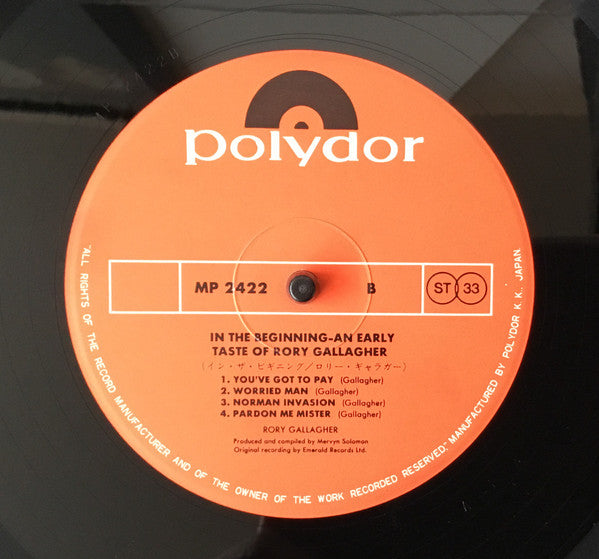 polydor
MP 2422 B ST 33
IN THE BEGINNING-AN EARLY
TASTE OF RORY GALLAGHER
(イン・ザ・ビギニング/ロリー・ギャラガー)
1. YOU'VE GOT TO PAY (Gallagher)
2. WORRIED MAN (Gallagher)
3. NORMAN INVASION (Gallagher)
4. PARDON ME MISTER (Gallagher)
RORY GALLAGHER
Produced and compiled by Mervyn Solomon
Original recording by Emerald Records Ltd.
"ALL RIGHTS OF THE RECORD MANUFACTURER AND OF THE OWNER OF THE WORK RECORDED RESERVED." MANUFACTURED BY POLYDOR K. K., JAPAN.